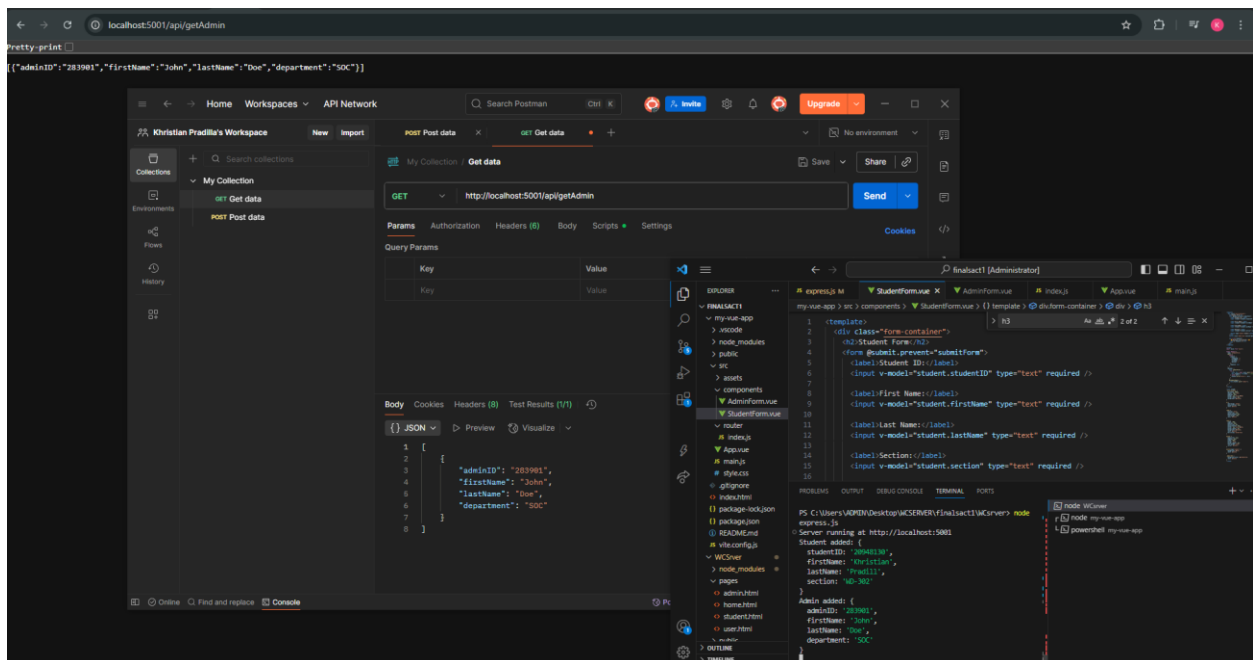 localhost:5001/api/getAdmin
Pretty-print
[{"adminID":"283901","firstName":"John","lastName":"Doe","department":"SOC"}]
Home Workspaces API Network
Search Postman Ctrl K
Invite
Upgrade
Khristian Pradilla's Workspace New Import
POST Post data
GET Get data
No environment
Collections
Search collections
My Collection
GET Get data
POST Post data
Environments
Flows
History
My Collection / Get data
Save Share
GET http://localhost:5001/api/getAdmin Send
Params Authorization Headers (6) Body Scripts Settings Cookies
Query Params
Key Value
Key Value
Body Cookies Headers (8) Test Results (1/1)
{} JSON Preview Visualize
1 [
2 {
3 "adminID": "283901",
4 "firstName": "John",
5 "lastName": "Doe",
6 "department": "SOC"
7 }
8 ]
Online Find and replace Console
finalsact1 [Administrator]
EXPLORER
FINALSACT1
my-vue-app
.vscode
node_modules
public
src
assets
components
AdminForm.vue
StudentForm.vue
router
index.js
App.vue
main.js
style.css
.gitignore
index.html
package-lock.json
package.json
README.md
vite.config.js
WCSrver
node_modules
pages
admin.html
home.html
student.html
user.html
public
OUTLINE
TIMELINE
express.js M StudentForm.vue AdminForm.vue index.js App.vue main.js
my-vue-app > src > components > StudentForm.vue > {} template > div.form-container > div > h3
h3 Aa 2 of 2
1 <template>
2 <div class="form-container">
3 <h2>Student Form</h2>
4 <form @submit.prevent="submitForm">
5 <label>Student ID:</label>
6 <input v-model="student.studentID" type="text" required />
7
8 <label>First Name:</label>
9 <input v-model="student.firstName" type="text" required />
10
11 <label>Last Name:</label>
12 <input v-model="student.lastName" type="text" required />
13
14 <label>Section:</label>
15 <input v-model="student.section" type="text" required />
16
PROBLEMS OUTPUT DEBUG CONSOLE TERMINAL PORTS
PS C:\Users\ADMIN\Desktop\WCSERVER\finalsact1\WCsrver> node
express.js
Server running at http://localhost:5001
Student added: {
studentID: '20948130',
firstName: 'Khristian',
lastName: 'Pradill',
section: 'WD-302'
}
Admin added: {
adminID: '283901',
firstName: 'John',
lastName: 'Doe',
department: 'SOC'
}
node WCsrver
node my-vue-app
powershell my-vue-app